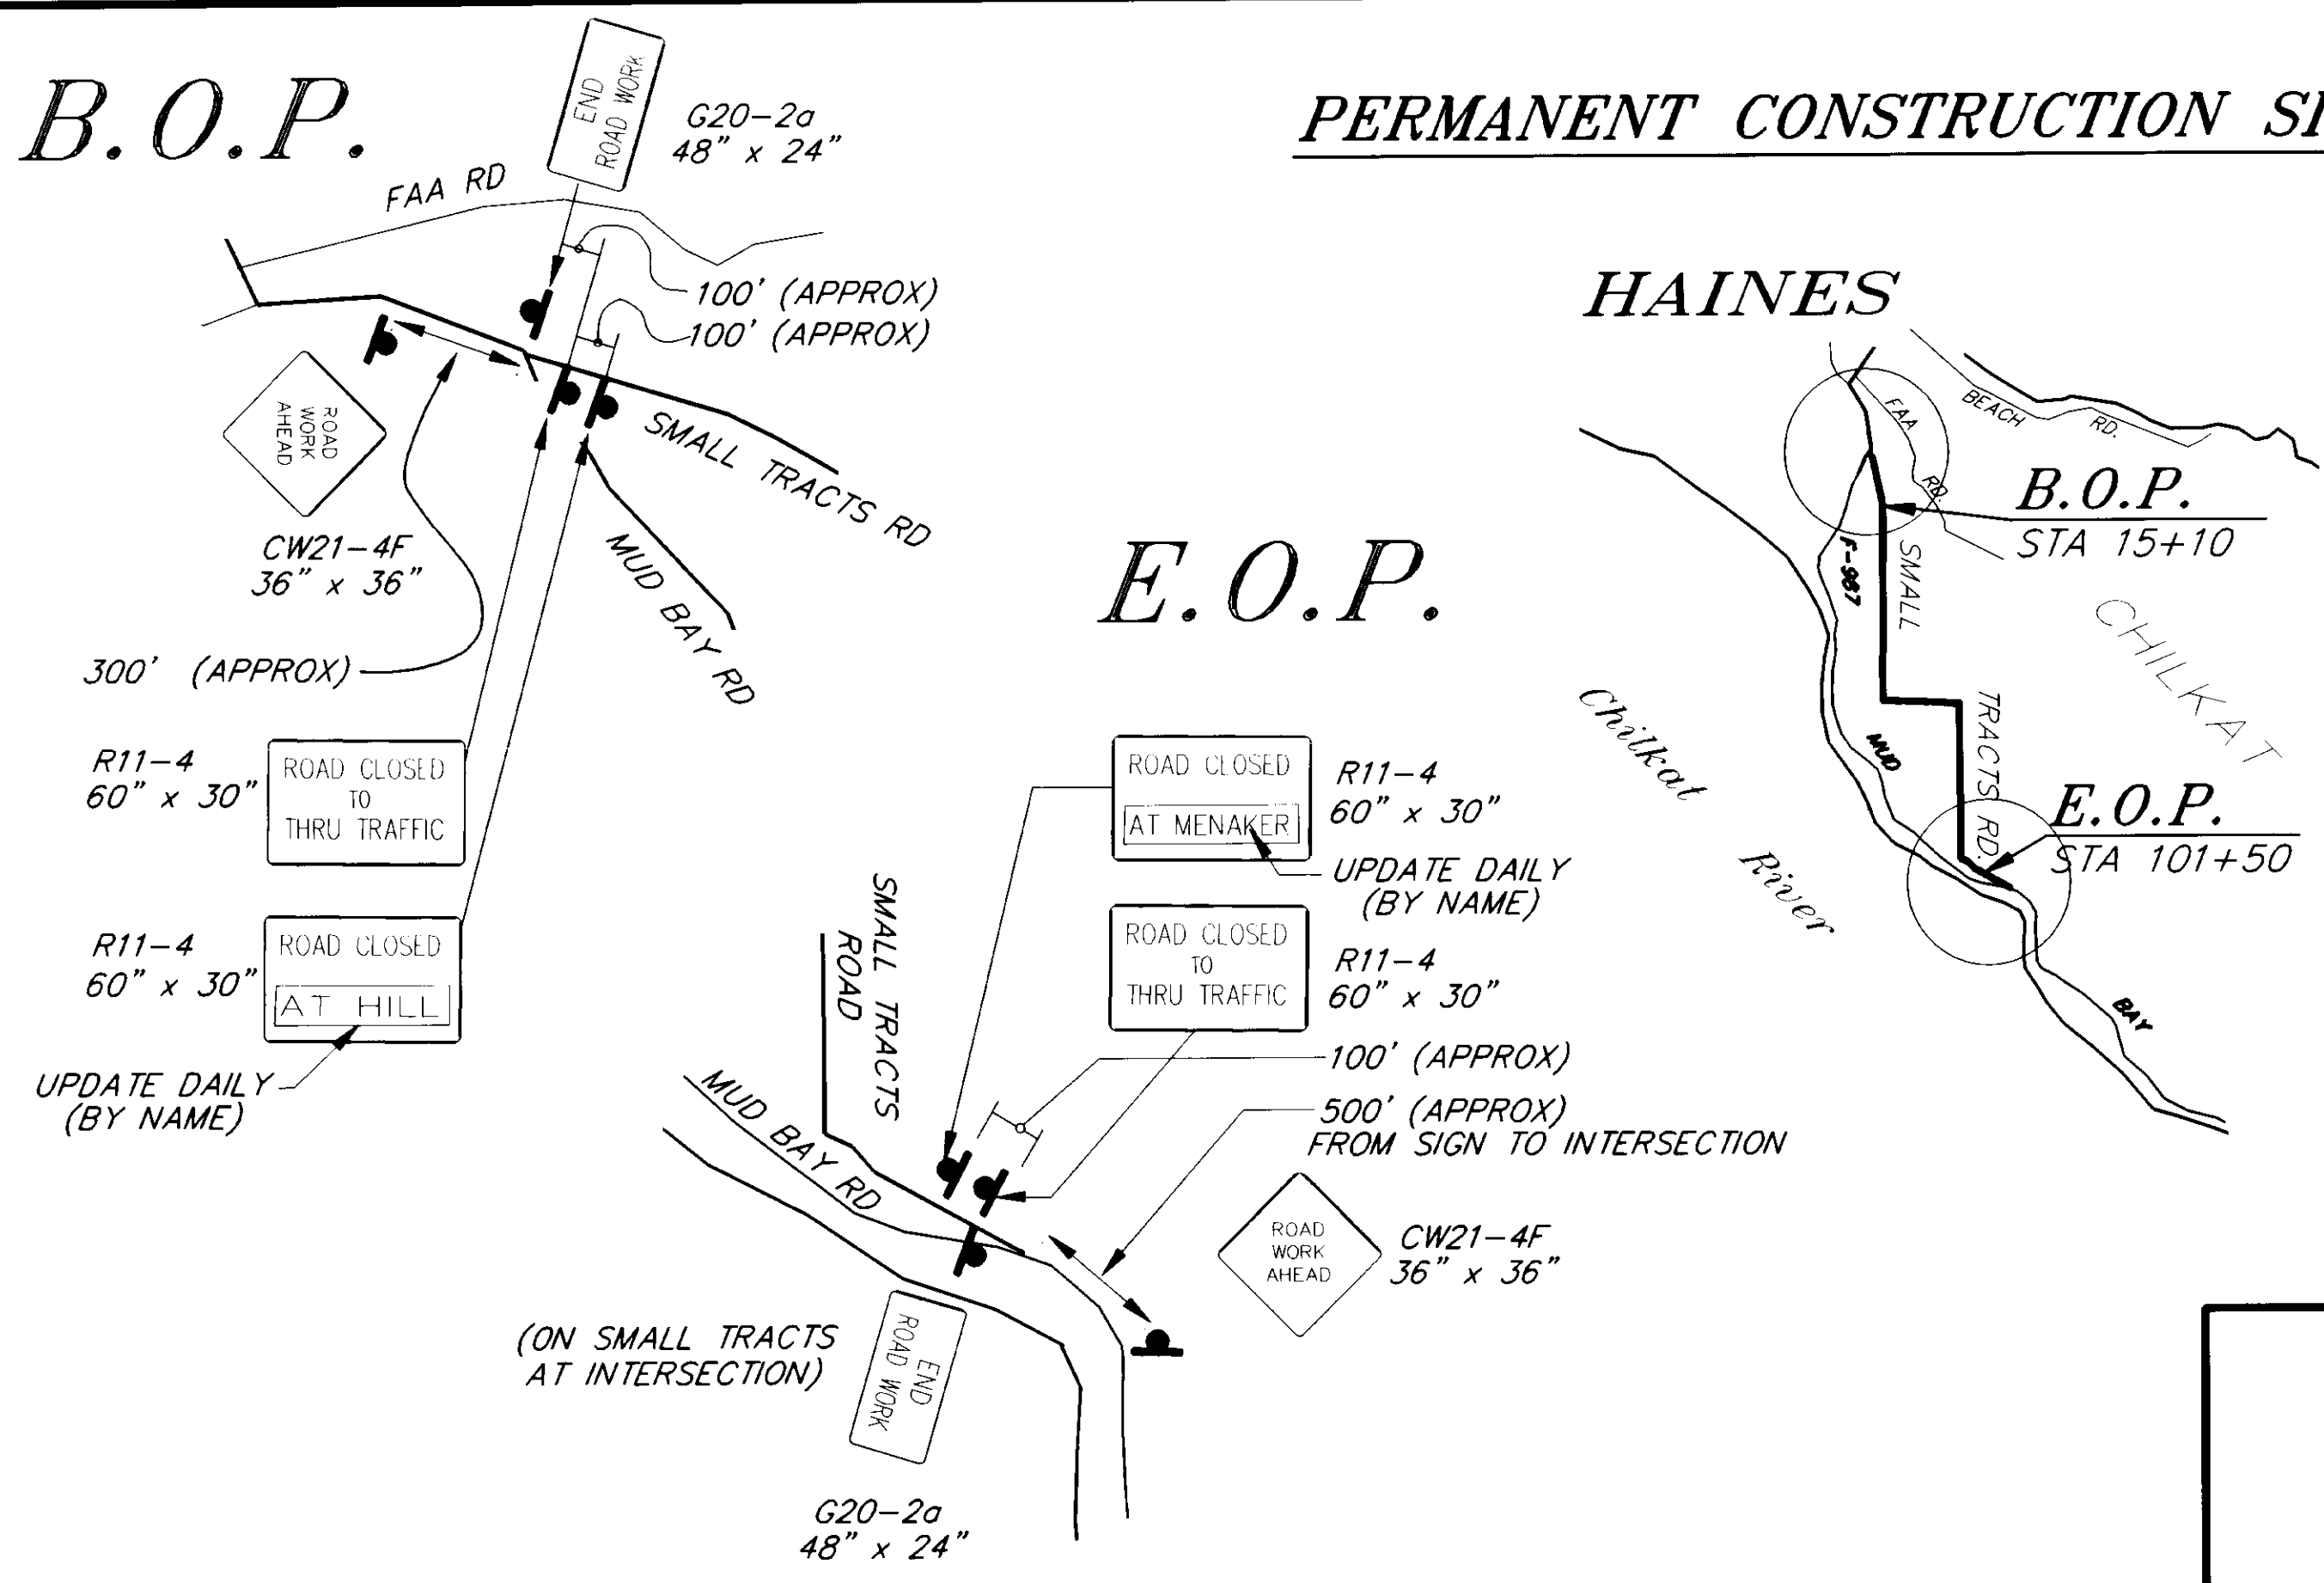 B.O.P.
END
ROAD WORK
G20-2a
48" x 24"
FAA RD
100' (APPROX)
100' (APPROX)
ROAD
WORK
AHEAD
CW21-4F
36" x 36"
SMALL TRACTS RD
MUD BAY RD
300' (APPROX)
R11-4
60" x 30"
ROAD CLOSED
TO
THRU TRAFFIC
R11-4
60" x 30"
ROAD CLOSED
AT HILL
UPDATE DAILY
(BY NAME)
PERMANENT CONSTRUCTION
E.O.P.
ROAD CLOSED
AT MENAKER
R11-4
60" x 30"
UPDATE DAILY
(BY NAME)
ROAD CLOSED
TO
THRU TRAFFIC
R11-4
60" x 30"
100' (APPROX)
500' (APPROX)
FROM SIGN TO INTERSECTION
SMALL TRACTS
ROAD
MUD BAY RD
ROAD
WORK
AHEAD
CW21-4F
36" x 36"
(ON SMALL TRACTS
AT INTERSECTION)
END
ROAD WORK
G20-2a
48" x 24"
HAINES
FAA RD.
BEACH RD.
B.O.P.
STA 15+10
F-987
SMALL TRACTS RD.
CHILKAT
Chilkat River
MUD BAY
E.O.P.
STA 101+50